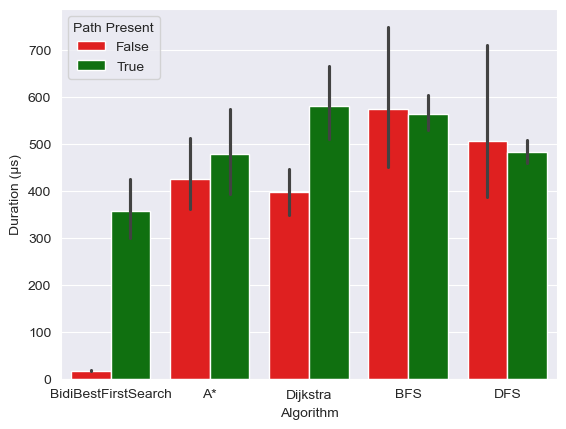 Path Present
False
True
700
600
500
400
300
200
100
0
Duration (µs)
BidiBestFirstSearch A* Dijkstra BFS DFS
Algorithm